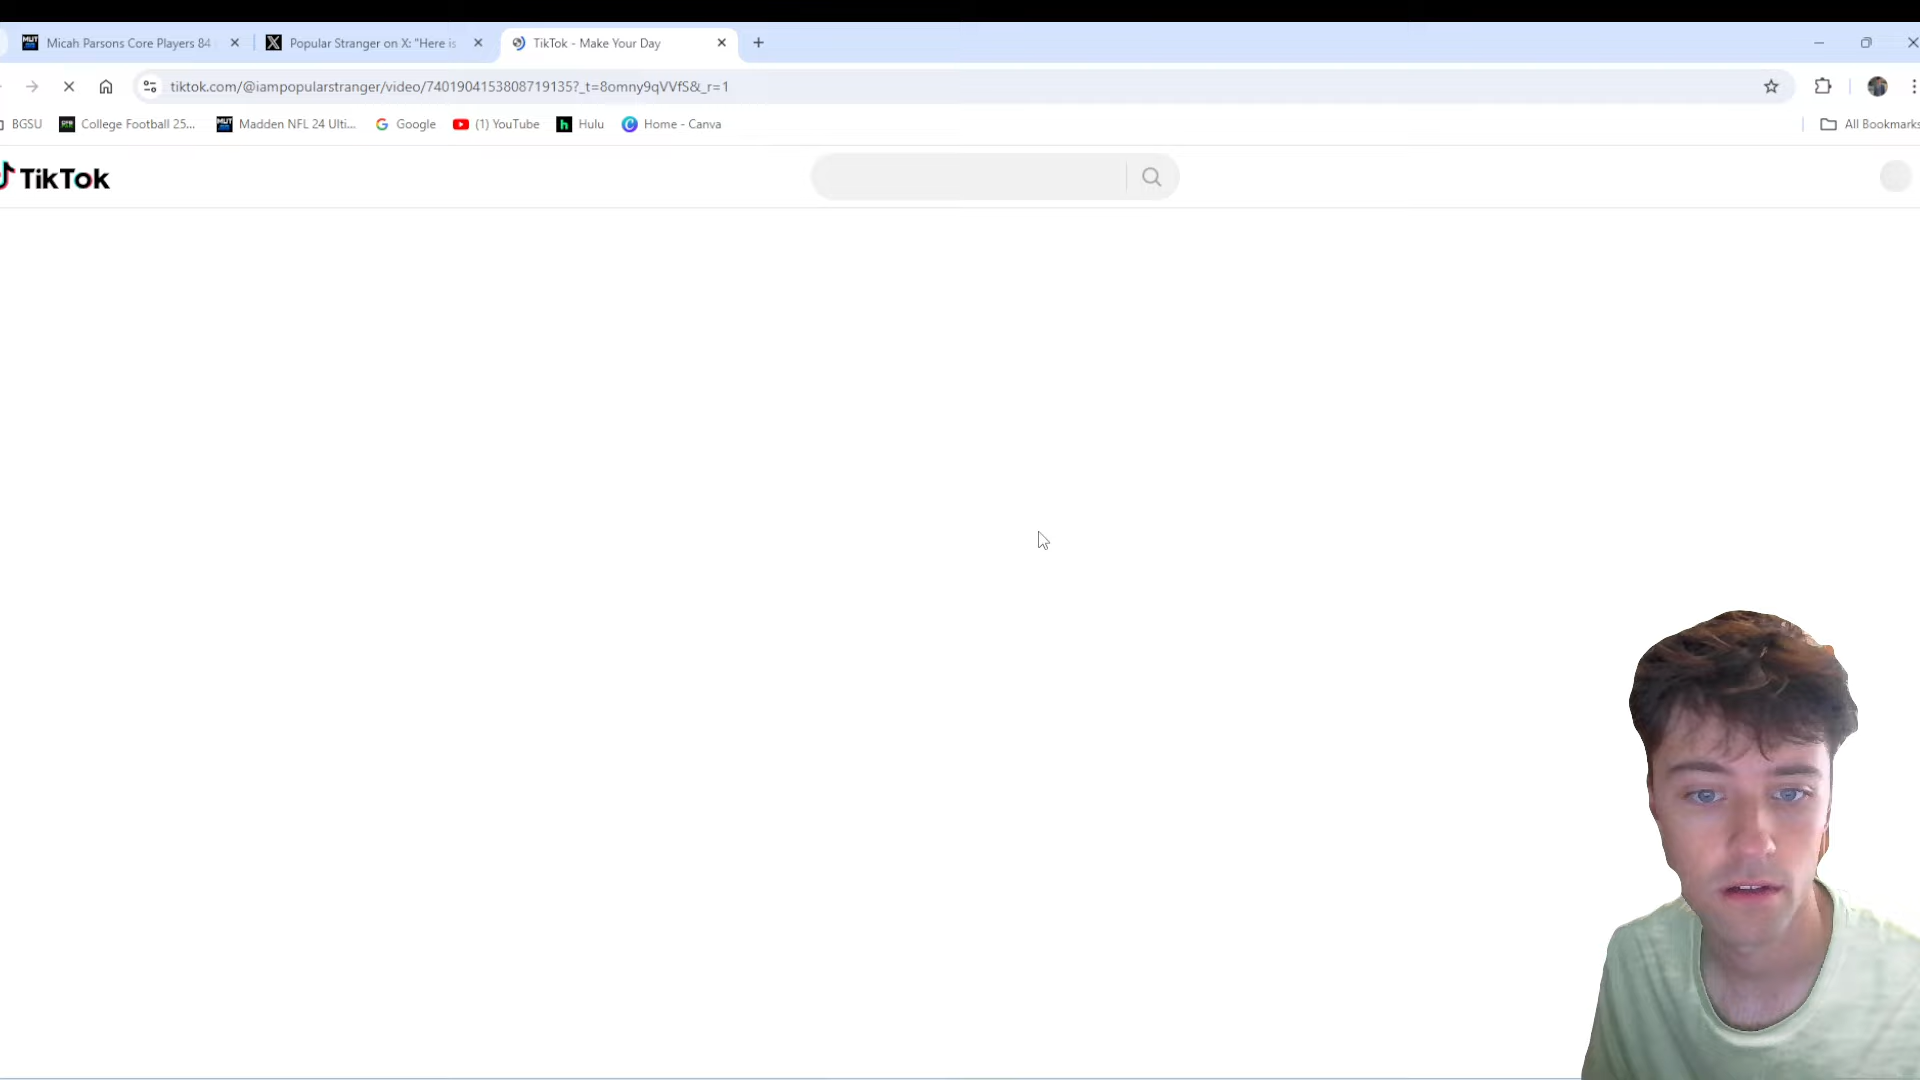 Micah Parsons Core Players 84
Popular Stranger on X: "Here is
TikTok - Make Your Day
tiktok.com/@iampopularstranger/video/7401904153808719135?_t=8omny9qVVfS&_r=1
BGSU
College Football 25...
MUT
Madden NFL 24 Ulti...
Google
(1) YouTube
h
Hulu
Home - Canva
All Bookmarks
TikTok